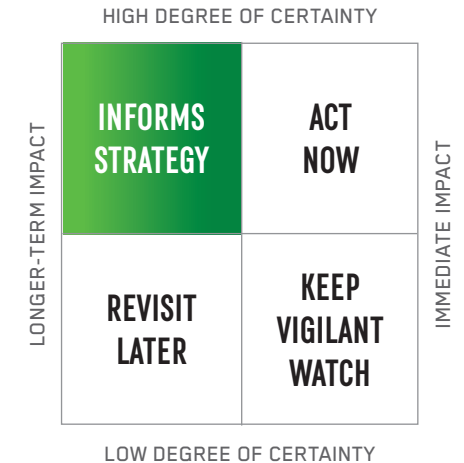 HIGH DEGREE OF CERTAINTY
LONGER-TERM IMPACT
INFORMS
STRATEGY
ACT
NOW
IMMEDIATE IMPACT
REVISIT
LATER
KEEP
VIGILANT
WATCH
LOW DEGREE OF CERTAINTY